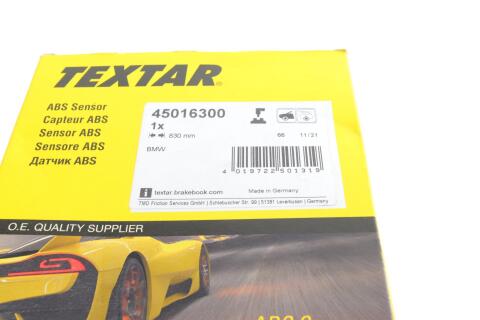 TEXTAR®
ABS Sensor
Capteur ABS
Sensor ABS
Sensore ABS
Датчик ABS
45016300
1x
830 mm
66 11/21
BMW
4 019722 501319
i textar.brakebook.com Made in Germany
TMD Friction Services GmbH | Schlebuscher Str. 99 | 51381 Leverkusen | Germany
O.E. QUALITY SUPPLIER